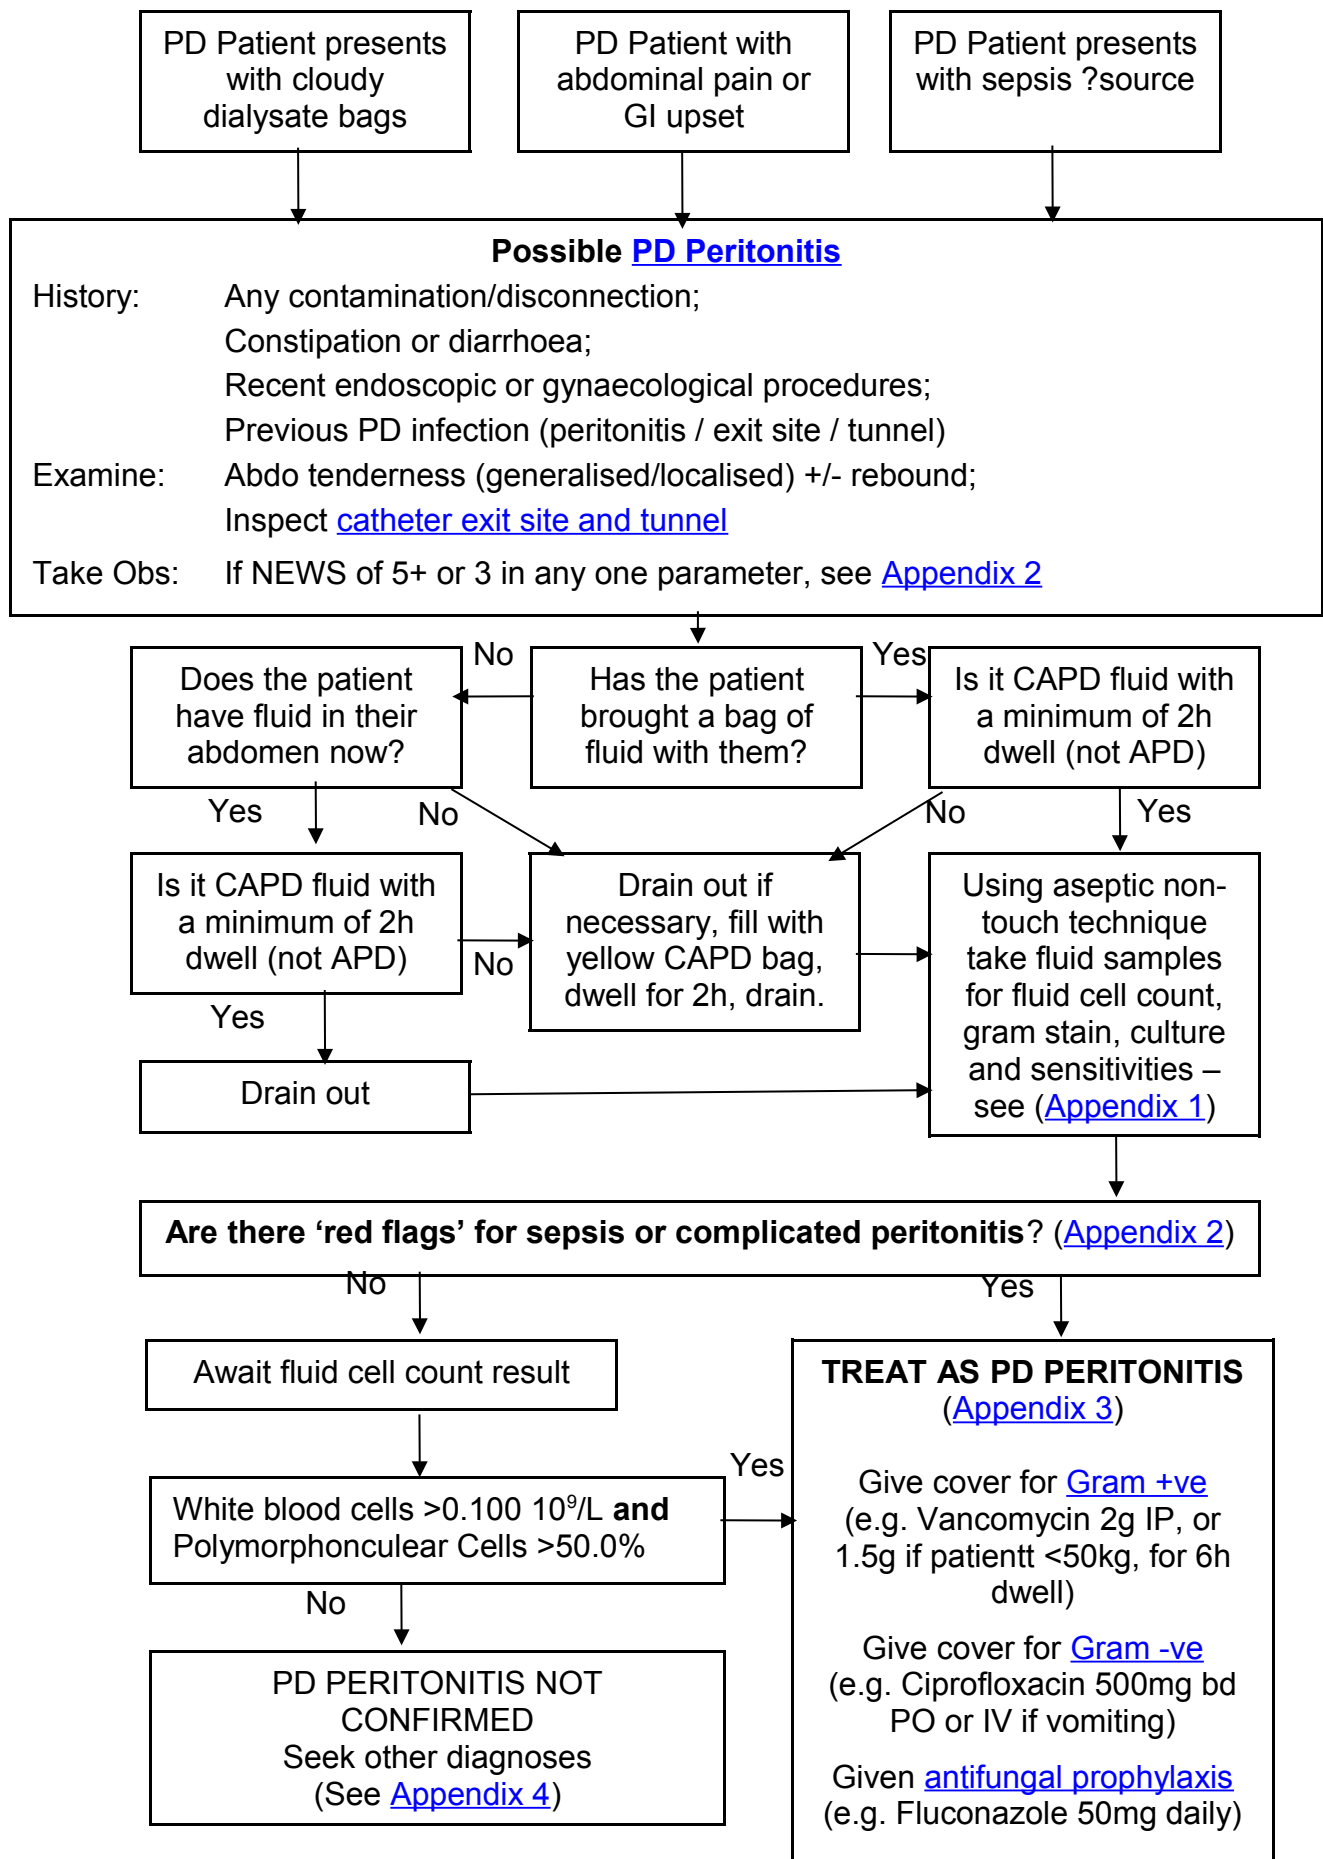 PD Patient presents
with cloudy
dialysate bags
PD Patient with
abdominal pain or
GI upset
PD Patient presents
with sepsis ?source
Possible PD Peritonitis
History: Any contamination/disconnection;
Constipation or diarrhoea;
Recent endoscopic or gynaecological procedures;
Previous PD infection (peritonitis / exit site / tunnel)
Examine: Abdo tenderness (generalised/localised) +/- rebound;
Inspect catheter exit site and tunnel
Take Obs: If NEWS of 5+ or 3 in any one parameter, see Appendix 2
Does the patient
have fluid in their
abdomen now?
No
Has the patient
brought a bag of
fluid with them?
Yes
Is it CAPD fluid with
a minimum of 2h
dwell (not APD)
Yes
No
No
Yes
Is it CAPD fluid with
a minimum of 2h
dwell (not APD)
No
Drain out if
necessary, fill with
yellow CAPD bag,
dwell for 2h, drain.
Using aseptic non-
touch technique
take fluid samples
for fluid cell count,
gram stain, culture
and sensitivities –
see (Appendix 1)
Yes
Drain out
Are there ‘red flags’ for sepsis or complicated peritonitis? (Appendix 2)
No
Yes
Await fluid cell count result
White blood cells >0.100 10⁹/L and
Polymorphonculear Cells >50.0%
Yes
No
PD PERITONITIS NOT
CONFIRMED
Seek other diagnoses
(See Appendix 4)
TREAT AS PD PERITONITIS
(Appendix 3)
Give cover for Gram +ve
(e.g. Vancomycin 2g IP, or
1.5g if patientt <50kg, for 6h
dwell)
Give cover for Gram -ve
(e.g. Ciprofloxacin 500mg bd
PO or IV if vomiting)
Given antifungal prophylaxis
(e.g. Fluconazole 50mg daily)